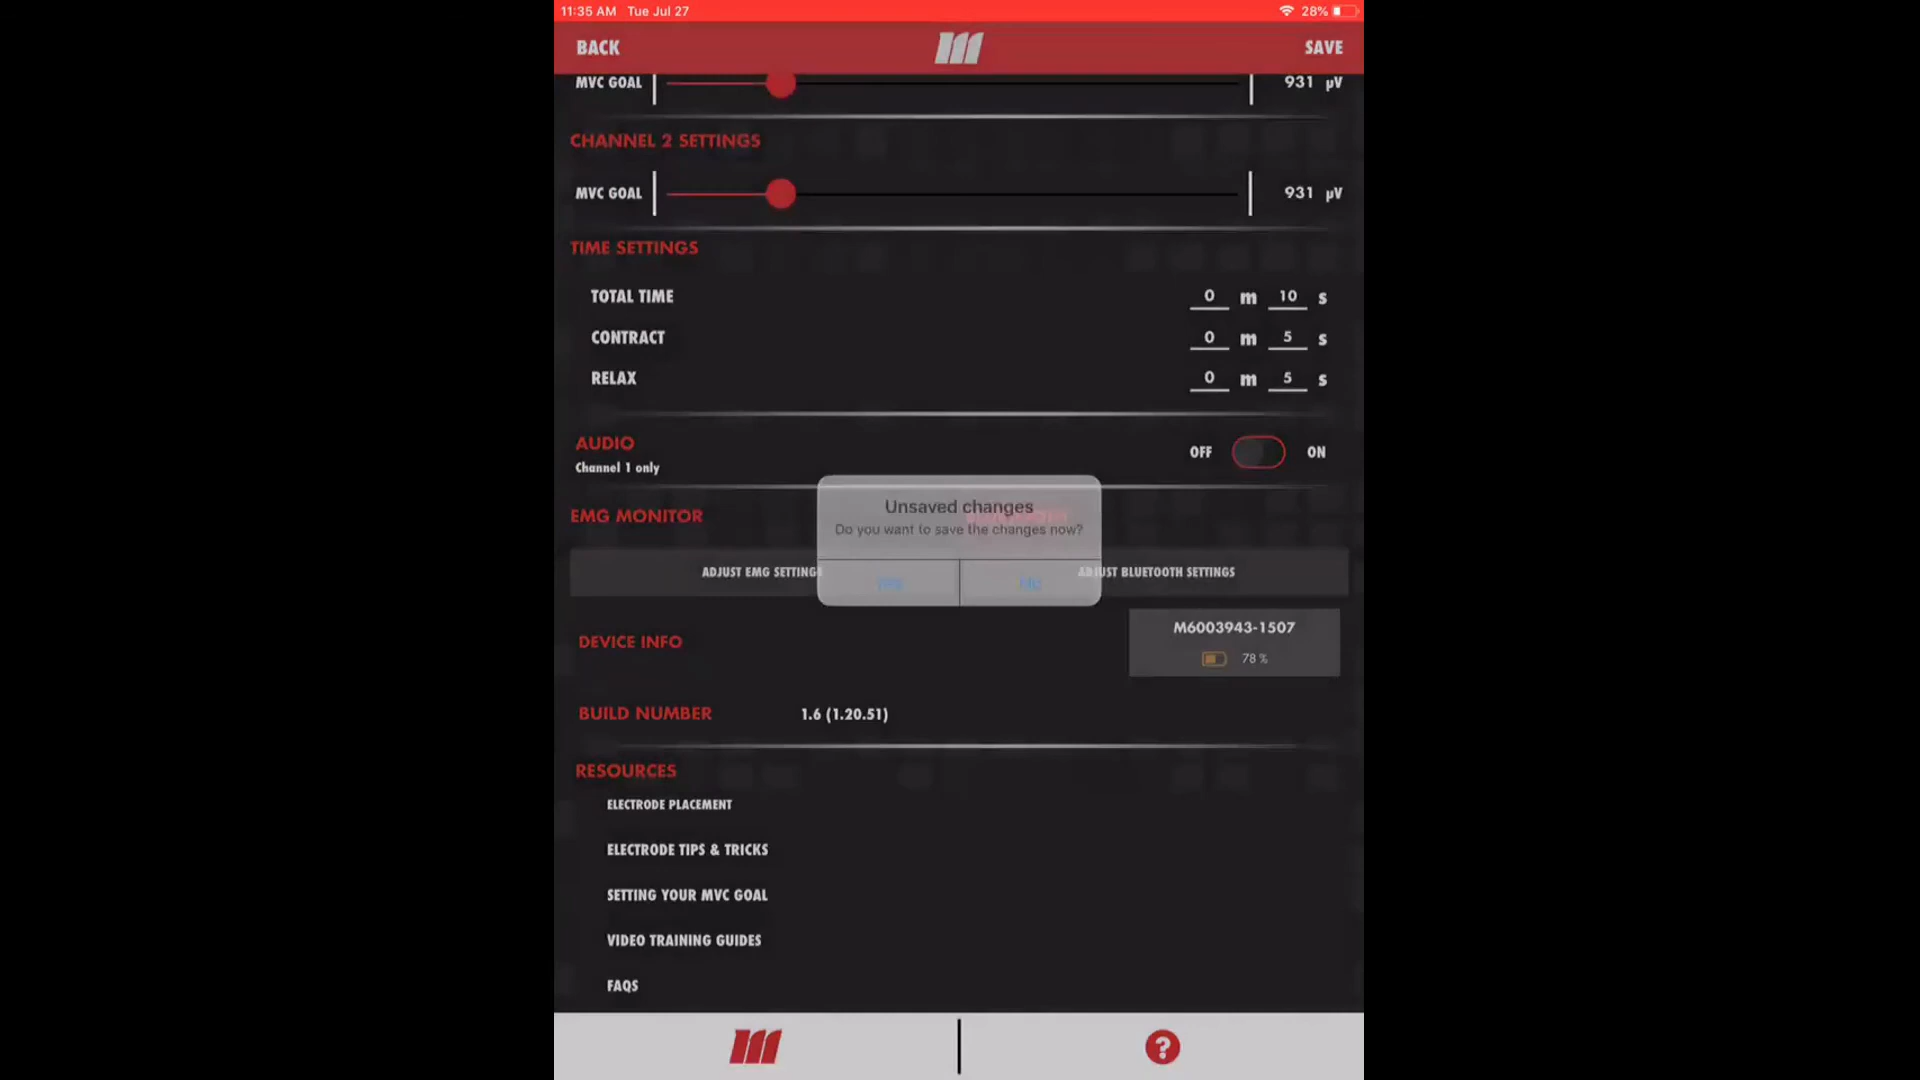 11:35 AM Tue Jul 27 28%
BACK SAVE
MVC GOAL 931 µV
CHANNEL 2 SETTINGS
MVC GOAL 931 µV
TIME SETTINGS
TOTAL TIME 0 m 10 s
CONTRACT 0 m 5 s
RELAX 0 m 5 s
AUDIO
Channel 1 only
OFF ON
Unsaved changes
Do you want to save the changes now?
EMG MONITOR
ADJUST EMG SETTINGS ADJUST BLUETOOTH SETTINGS
Yes No
DEVICE INFO
M6003943-1507
78 %
BUILD NUMBER 1.6 (1.20.51)
RESOURCES
ELECTRODE PLACEMENT
ELECTRODE TIPS & TRICKS
SETTING YOUR MVC GOAL
VIDEO TRAINING GUIDES
FAQS
?